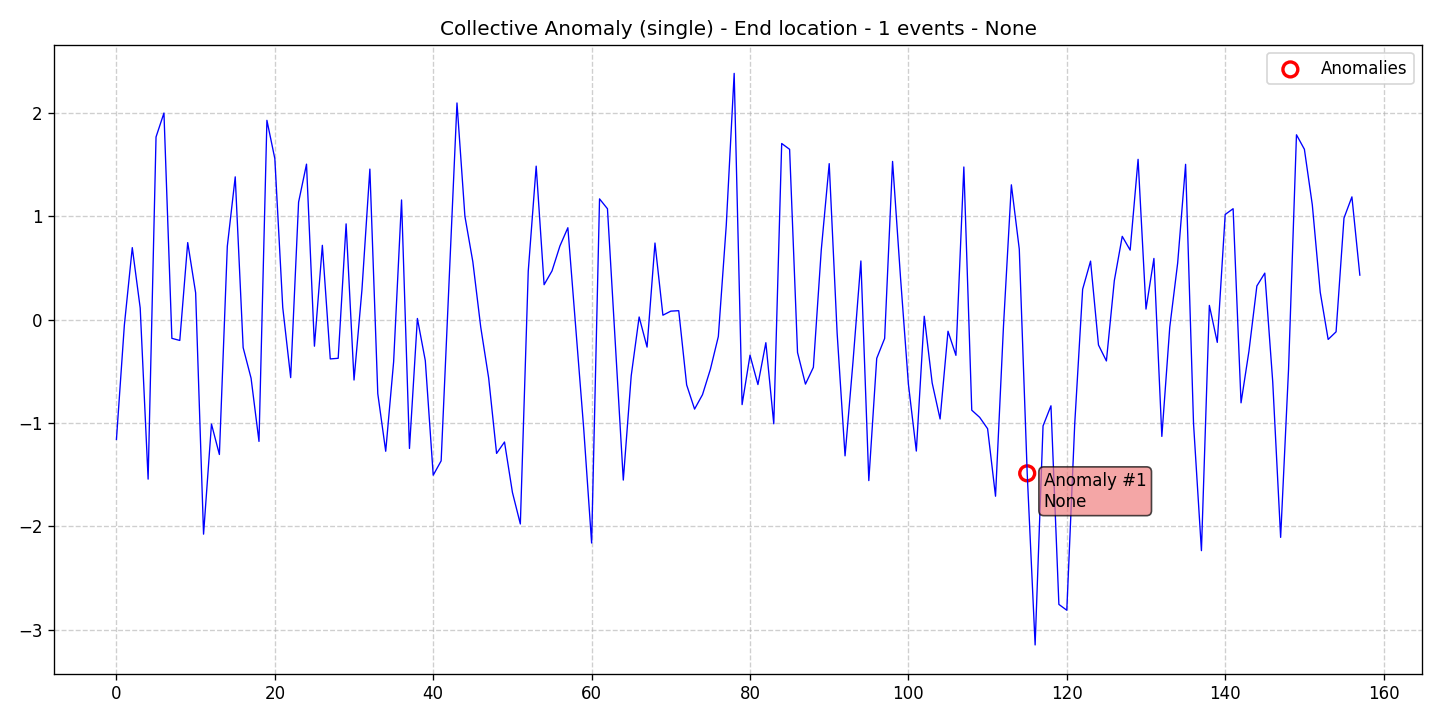 Collective Anomaly (single) - End location - 1 events - None
Anomalies
2
1
0
−1
−2
−3
Anomaly #1
None
0 20 40 60 80 100 120 140 160